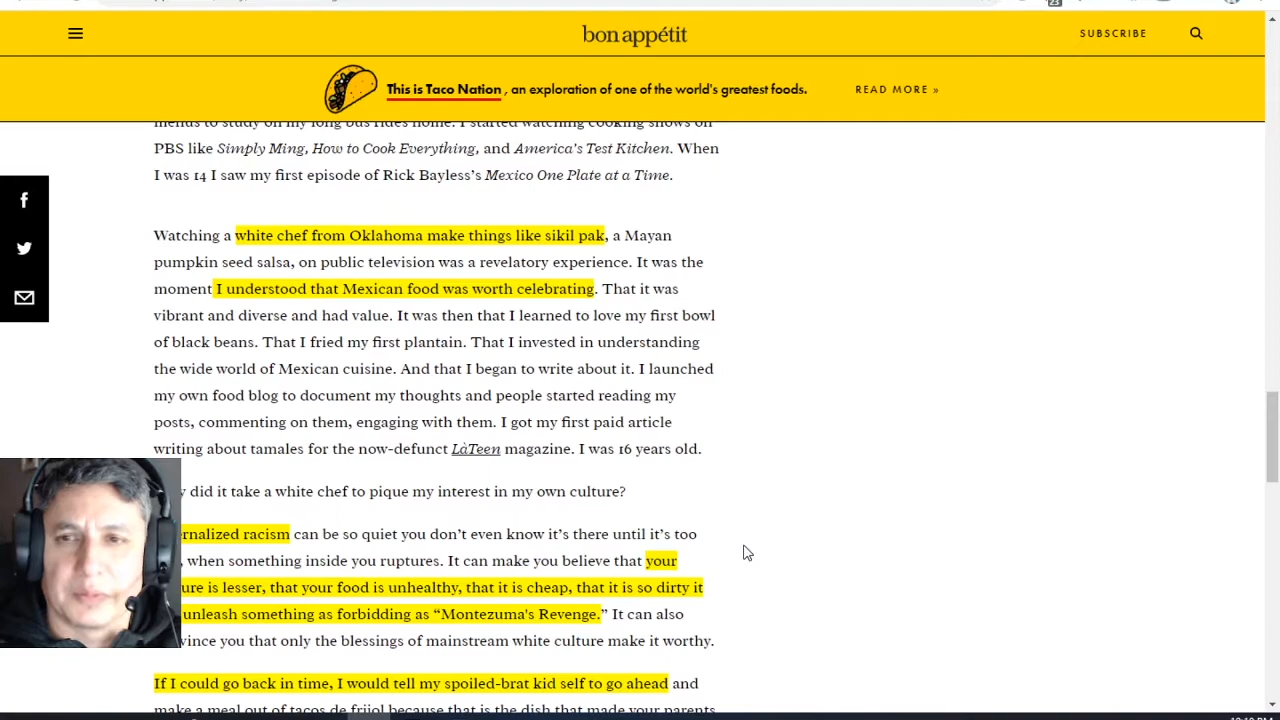 23
bon appétit
SUBSCRIBE
This is Taco Nation , an exploration of one of the world's greatest foods.
READ MORE »
menus to study on my long bus rides home. I started watching cooking shows on
PBS like Simply Ming, How to Cook Everything, and America's Test Kitchen. When
I was 14 I saw my first episode of Rick Bayless's Mexico One Plate at a Time.
Watching a white chef from Oklahoma make things like sikil pak, a Mayan
pumpkin seed salsa, on public television was a revelatory experience. It was the
moment I understood that Mexican food was worth celebrating. That it was
vibrant and diverse and had value. It was then that I learned to love my first bowl
of black beans. That I fried my first plantain. That I invested in understanding
the wide world of Mexican cuisine. And that I began to write about it. I launched
my own food blog to document my thoughts and people started reading my
posts, commenting on them, engaging with them. I got my first paid article
writing about tamales for the now-defunct LàTeen magazine. I was 16 years old.
did it take a white chef to pique my interest in my own culture?
ernalized racism can be so quiet you don't even know it's there until it's too
, when something inside you ruptures. It can make you believe that your
ure is lesser, that your food is unhealthy, that it is cheap, that it is so dirty it
unleash something as forbidding as “Montezuma's Revenge.” It can also
vince you that only the blessings of mainstream white culture make it worthy.
If I could go back in time, I would tell my spoiled-brat kid self to go ahead and
make a meal out of tacos de frijol because that is the dish that made your parents